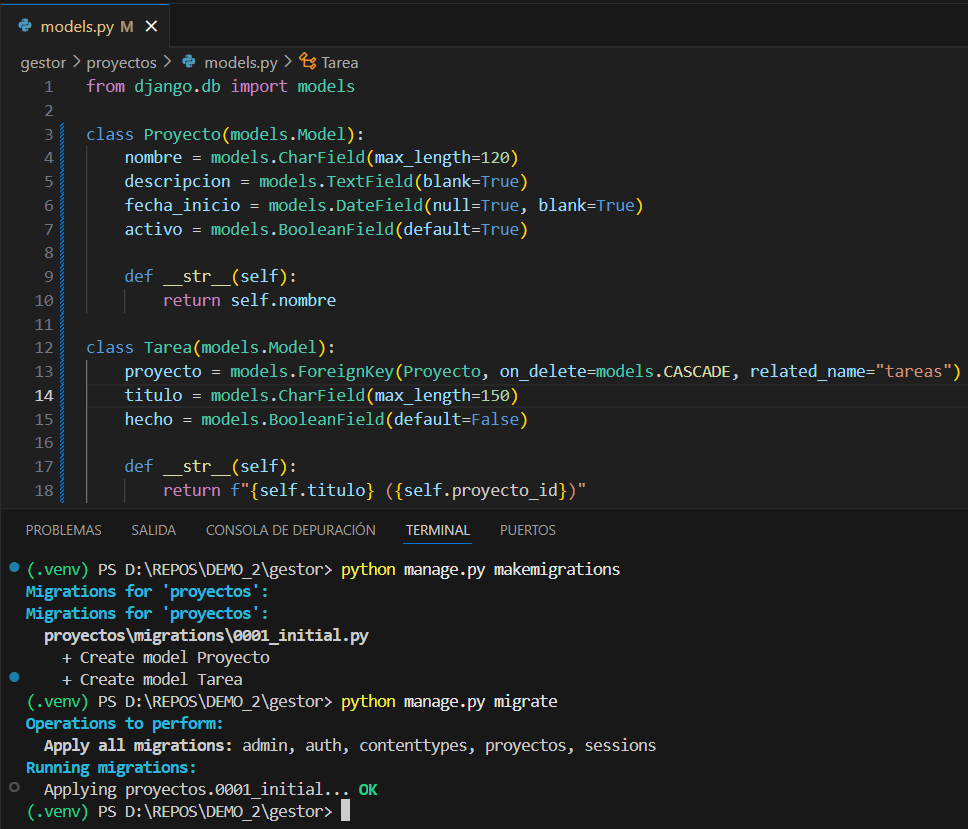 models.py M
gestor > proyectos > models.py > Tarea
1 from django.db import models
2
3 class Proyecto(models.Model):
4     nombre = models.CharField(max_length=120)
5     descripcion = models.TextField(blank=True)
6     fecha_inicio = models.DateField(null=True, blank=True)
7     activo = models.BooleanField(default=True)
8
9     def __str__(self):
10         return self.nombre
11
12 class Tarea(models.Model):
13     proyecto = models.ForeignKey(Proyecto, on_delete=models.CASCADE, related_name="tareas")
14     titulo = models.CharField(max_length=150)
15     hecho = models.BooleanField(default=False)
16
17     def __str__(self):
18         return f"{self.titulo} ({self.proyecto_id})"
PROBLEMAS SALIDA CONSOLA DE DEPURACIÓN TERMINAL PUERTOS
(.venv) PS D:\REPOS\DEMO_2\gestor> python manage.py makemigrations
Migrations for 'proyectos':
Migrations for 'proyectos':
  proyectos\migrations\0001_initial.py
    + Create model Proyecto
    + Create model Tarea
(.venv) PS D:\REPOS\DEMO_2\gestor> python manage.py migrate
Operations to perform:
  Apply all migrations: admin, auth, contenttypes, proyectos, sessions
Running migrations:
  Applying proyectos.0001_initial... OK
(.venv) PS D:\REPOS\DEMO_2\gestor>